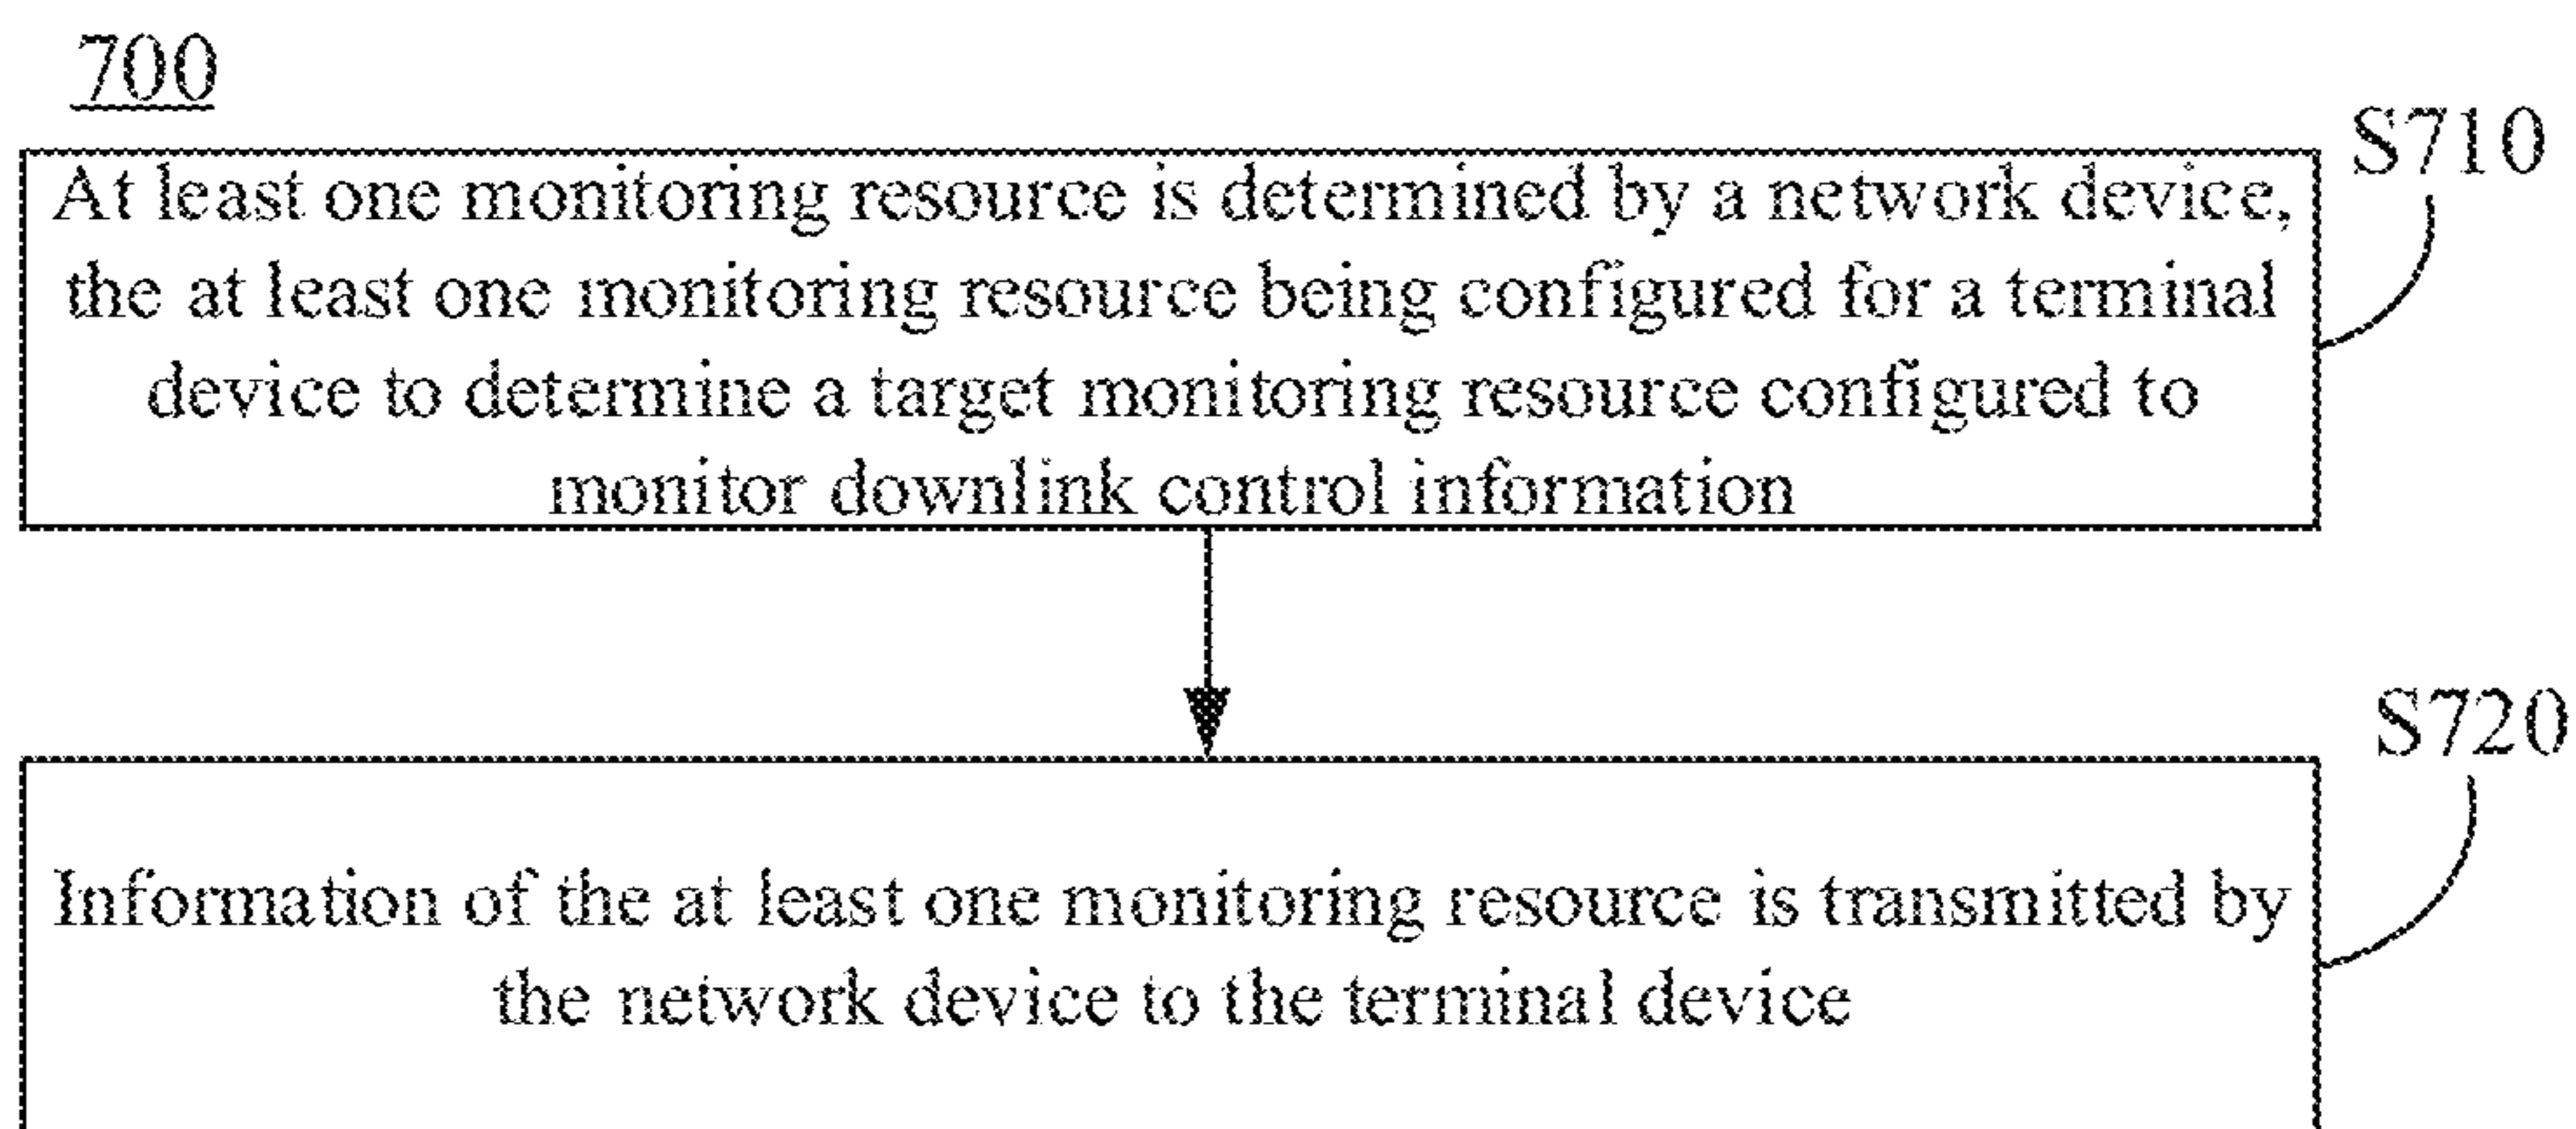 700
S710
At least one monitoring resource is determined by a network device,
the at least one monitoring resource being configured for a terminal
device to determine a target monitoring resource configured to
monitor downlink control information
S720
Information of the at least one monitoring resource is transmitted by
the network device to the terminal device